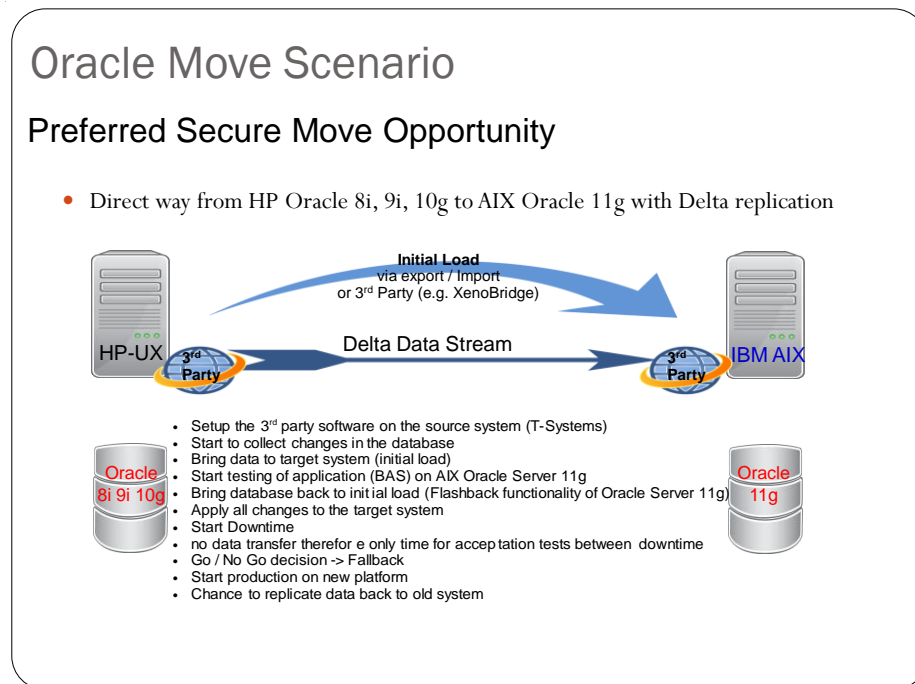 Oracle Move Scenario
Preferred Secure Move Opportunity
• Direct way from HP Oracle 8i, 9i, 10g to AIX Oracle 11g with Delta replication
Initial Load
via export / Import
or 3rd Party (e.g. XenoBridge)
HP-UX
3rd
Party
Delta Data Stream
3rd
Party
IBM AIX
Oracle
8i 9i 10g
• Setup the 3rd party software on the source system (T-Systems)
• Start to collect changes in the database
• Bring data to target system (initial load)
• Start testing of application (BAS) on AIX Oracle Server 11g
• Bring database back to initial load (Flashback functionality of Oracle Server 11g)
• Apply all changes to the target system
• Start Downtime
• no data transfer therefor e only time for acceptation tests between downtime
• Go / No Go decision -> Fallback
• Start production on new platform
• Chance to replicate data back to old system
Oracle
11g